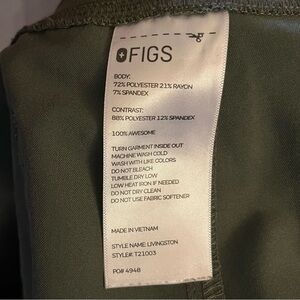 FIGS
BODY:
72% POLYESTER 21% RAYON
7% SPANDEX
CONTRAST:
88% POLYESTER 12% SPANDEX
100% AWESOME
TURN GARMENT INSIDE OUT
MACHINE WASH COLD
WASH WITH LIKE COLORS
DO NOT BLEACH
TUMBLE DRY LOW
LOW HEAT IRON IF NEEDED
DO NOT DRY CLEAN
DO NOT USE FABRIC SOFTENER
MADE IN VIETNAM
STYLE NAME: LIVINGSTON
STYLE#: T21003
PO# 4948